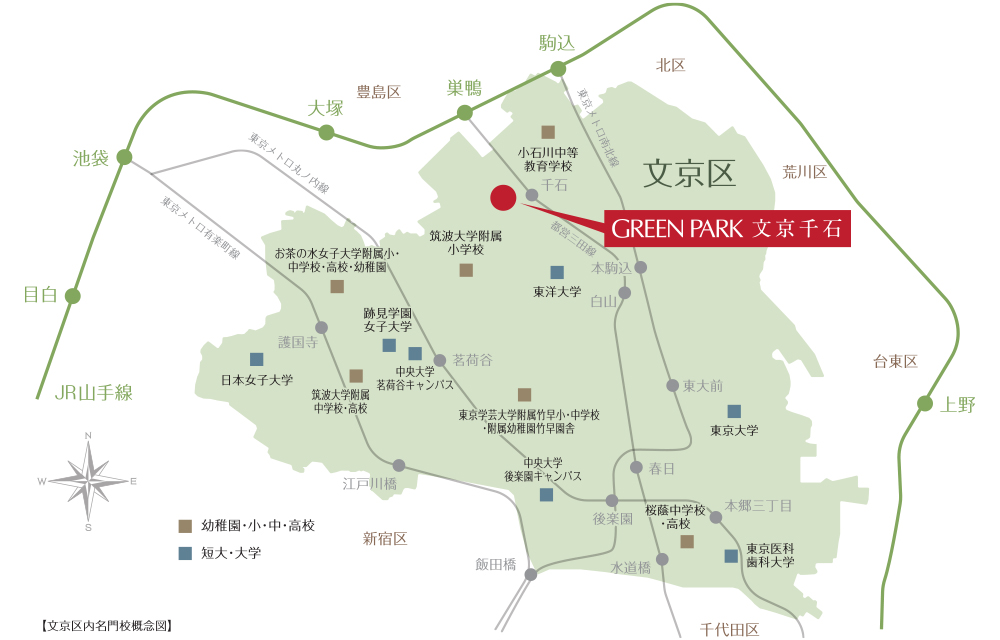 駒込
北区
巣鴨
豊島区
大塚
東京メトロ南北線
小石川中等
教育学校
池袋
東京メトロ丸ノ内線
文京区
荒川区
千石
GREEN PARK 文京千石
東京メトロ有楽町線
都営三田線
筑波大学附属
小学校
お茶の水女子大学附属小・
中学校・高校・幼稚園
本駒込
東洋大学
目白
白山
跡見学園
女子大学
護国寺
茗荷谷
台東区
日本女子大学
中央大学
茗荷谷キャンパス
JR山手線
筑波大学附属
中学校・高校
東大前
上野
東京学芸大学附属竹早小・中学校
・附属幼稚園竹早園舎
東京大学
N
W
E
S
中央大学
後楽園キャンパス
春日
江戸川橋
本郷三丁目
後楽園
桜蔭中学校
・高校
幼稚園・小・中・高校
新宿区
短大・大学
東京医科
歯科大学
飯田橋
水道橋
千代田区
【文京区内名門校概念図】